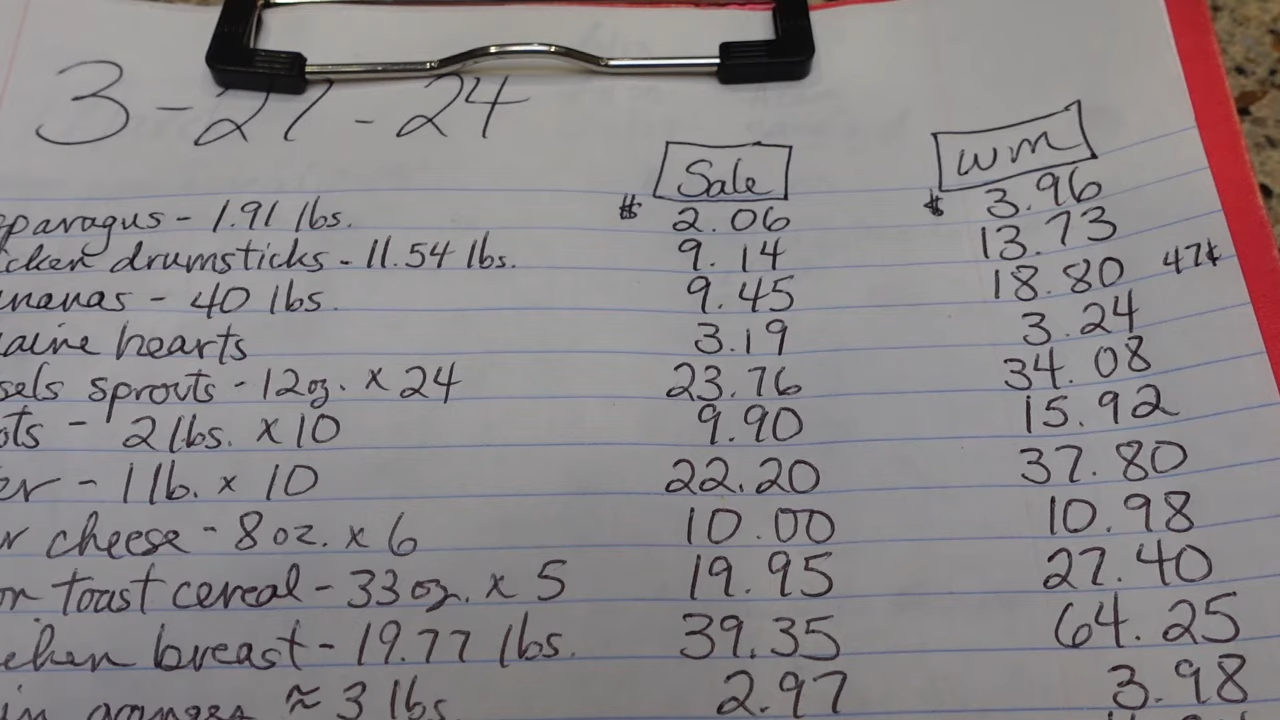 3-27-24
Sale WM
paragus - 1.91 lbs. $ 2.06 $ 3.96
cken drumsticks - 11.54 lbs. 9.14 13.73
nanas - 40 lbs. 9.45 18.80 47¢
aine hearts 3.19 3.24
sels sprouts - 12oz. x 24 23.76 34.08
ots - 2 lbs. x 10 9.90 15.92
er - 1 lb. x 10 22.20 37.80
r cheese - 8 oz. x 6 10.00 10.98
on toast cereal - 33 oz. x 5 19.95 27.40
cken breast - 19.77 lbs. 39.35 64.25
≈ 3 lbs 2.97 3.98